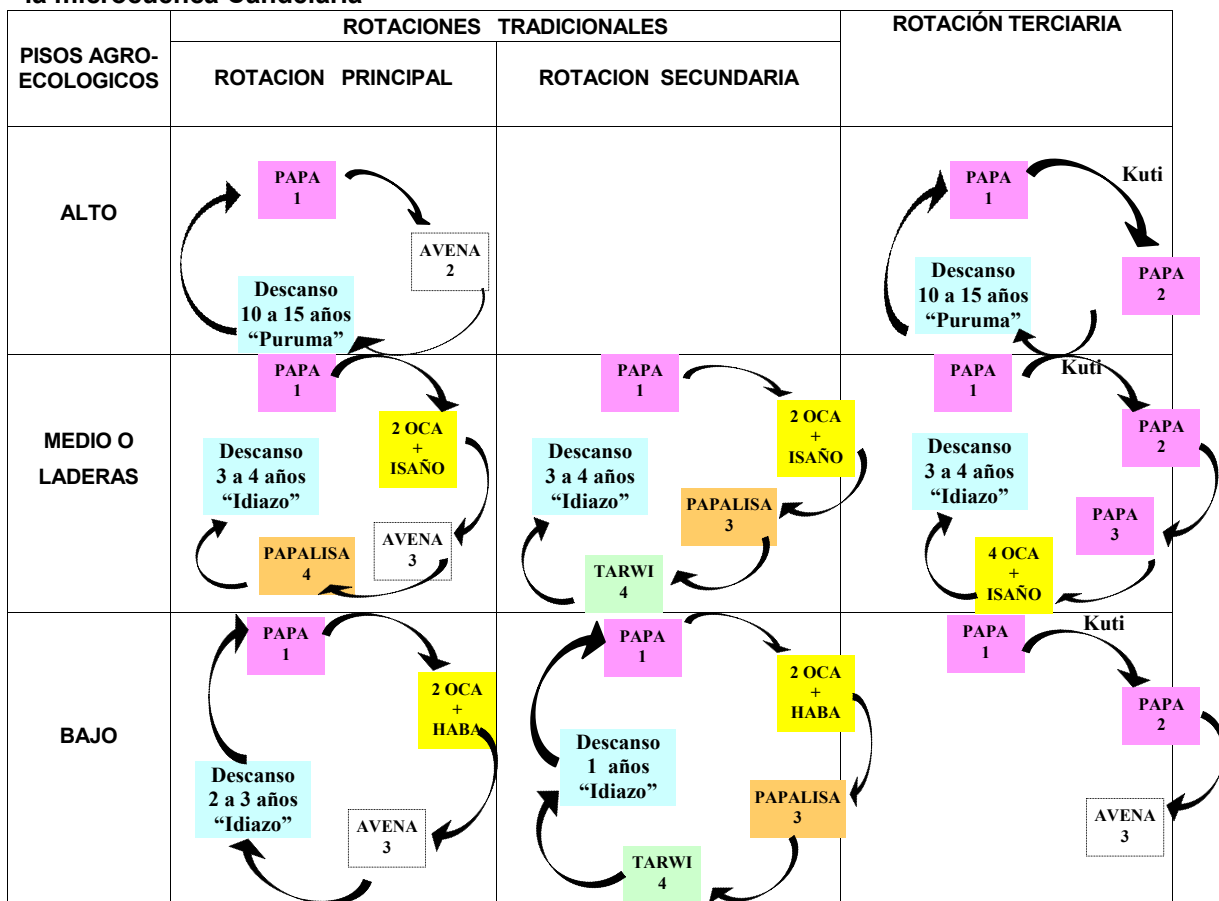 la microcuenca Candelaria
PISOS AGRO-
ECOLOGICOS
ROTACIONES TRADICIONALES
ROTACIÓN TERCIARIA
ROTACION PRINCIPAL
ROTACION SECUNDARIA
ALTO
PAPA
1
AVENA
2
Descanso
10 a 15 años
“Puruma”
PAPA
1
Kuti
PAPA
2
Descanso
10 a 15 años
“Puruma”
MEDIO O
LADERAS
PAPA
1
2 OCA
+
ISAÑO
AVENA
3
PAPALISA
4
Descanso
3 a 4 años
“Idiazo”
PAPA
1
2 OCA
+
ISAÑO
PAPALISA
3
TARWI
4
Descanso
3 a 4 años
“Idiazo”
PAPA
1
Kuti
PAPA
2
PAPA
3
4 OCA
+
ISAÑO
Descanso
3 a 4 años
“Idiazo”
BAJO
PAPA
1
2 OCA
+
HABA
AVENA
3
Descanso
2 a 3 años
“Idiazo”
PAPA
1
2 OCA
+
HABA
PAPALISA
3
TARWI
4
Descanso
1 años
“Idiazo”
PAPA
1
Kuti
PAPA
2
AVENA
3